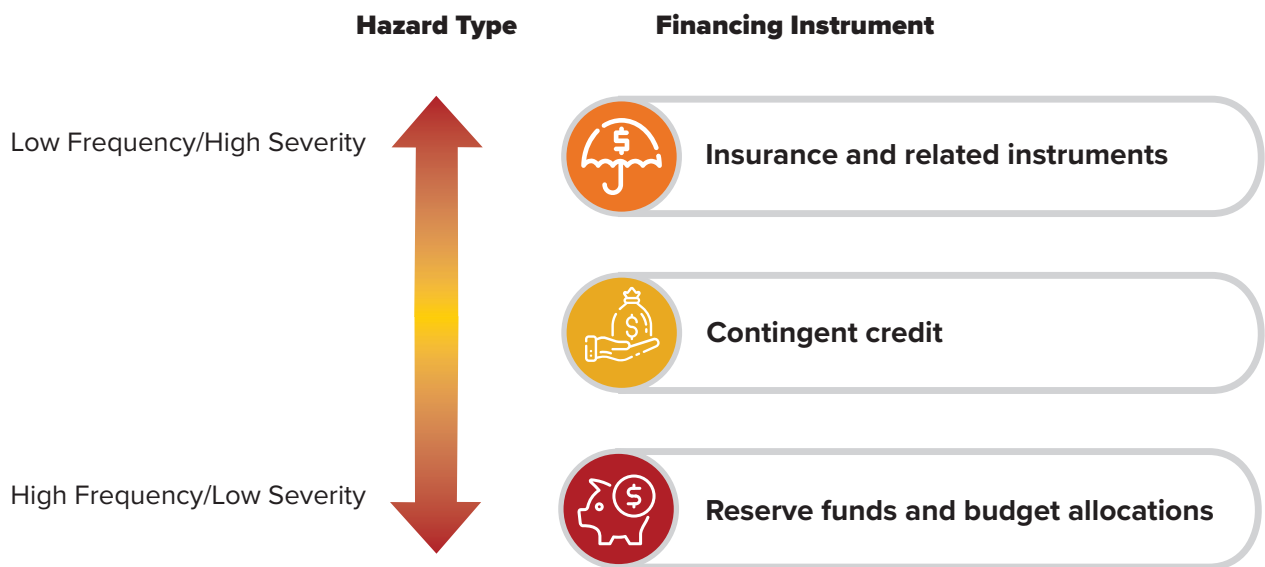 Hazard Type
Financing Instrument
Low Frequency/High Severity
$
Insurance and related instruments
$
Contingent credit
High Frequency/Low Severity
$
Reserve funds and budget allocations